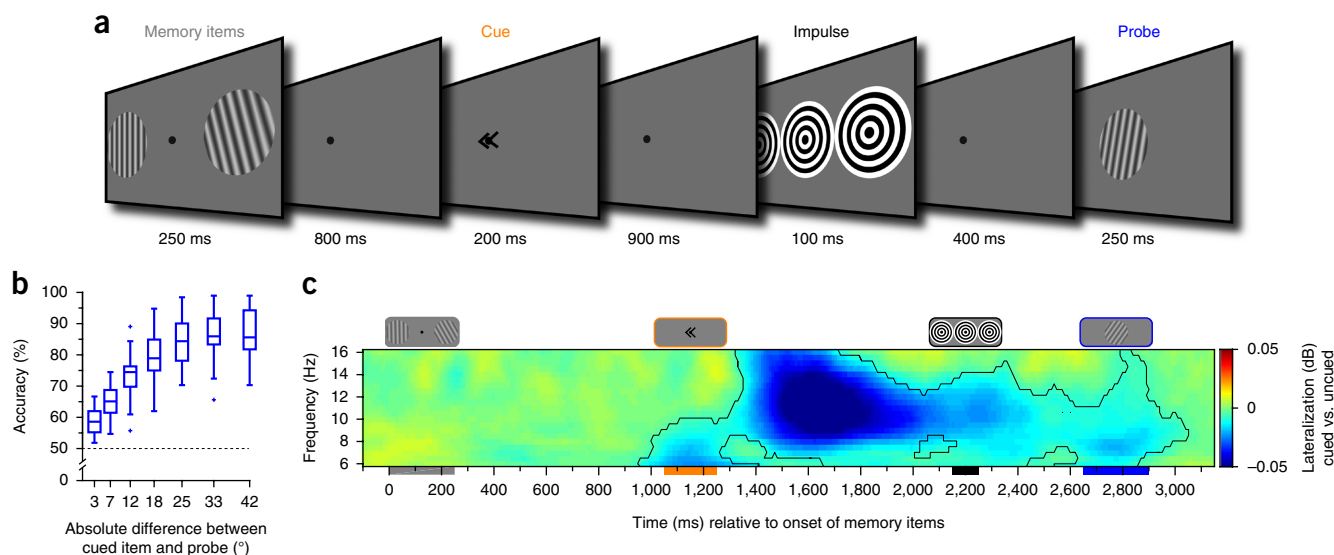 a
Memory items
Cue
Impulse
Probe
250 ms
800 ms
200 ms
900 ms
100 ms
400 ms
250 ms
b
Accuracy (%)
100
90
80
70
60
50
0
3 7 12 18 25 33 42
Absolute difference between
cued item and probe (°)
c
Frequency (Hz)
16
14
12
10
8
6
0 200 400 600 800 1,000 1,200 1,400 1,600 1,800 2,000 2,200 2,400 2,600 2,800 3,000
Time (ms) relative to onset of memory items
0.05
0
−0.05
Lateralization (dB)
cued vs. uncued